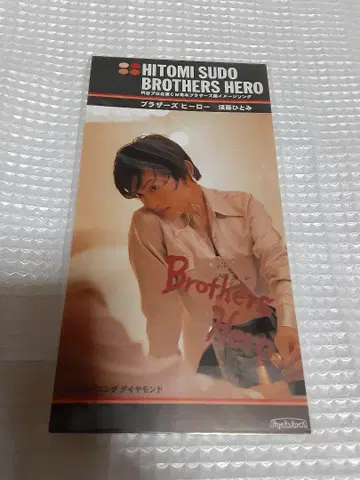 HITOMI SUDO
BROTHERS HERO
ブラザーズ ヒーロー 須藤ひとみ
Brothers
Hero
ダイヤモンド